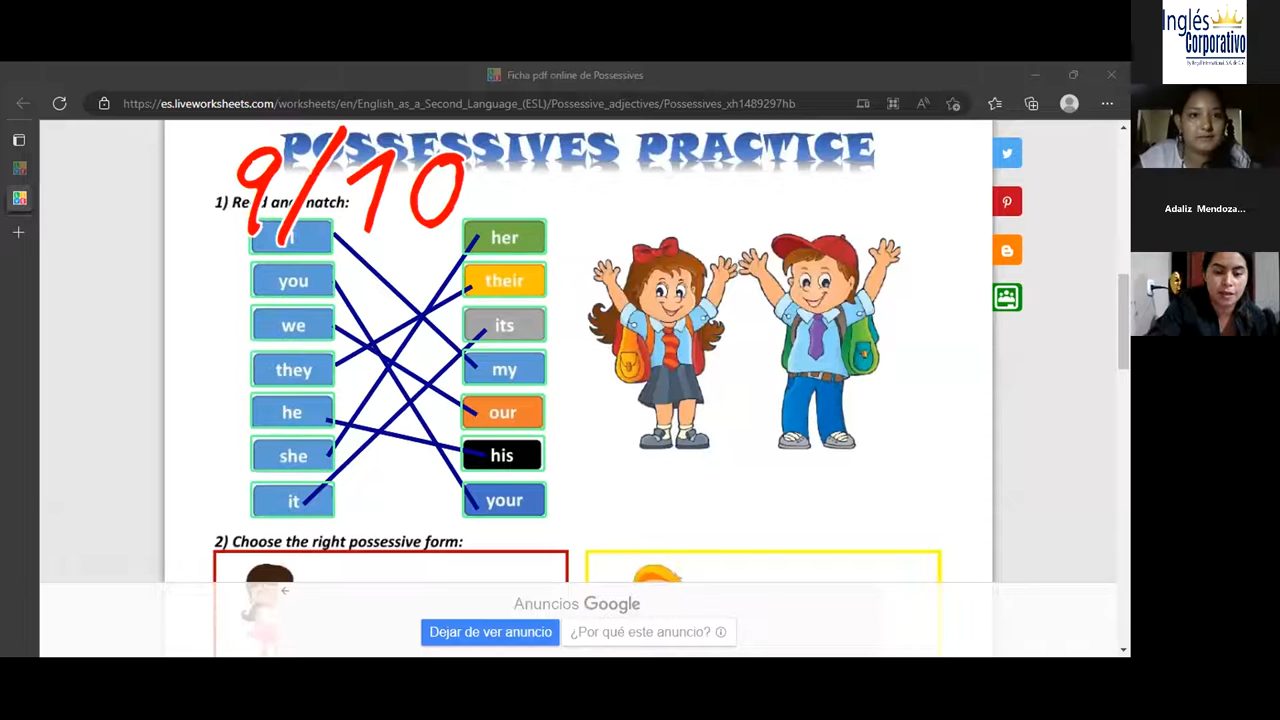 Inglés
Corporativo
Ficha pdf online de Possessives
https://es.liveworksheets.com/worksheets/en/English_as_a_Second_Language_(ESL)/Possessive_adjectives/Possessives_xh1489297hb
POSSESSIVES PRACTICE
9/10
1) Read and match:
I her
you their
we its
they my
he our
she his
it your
2) Choose the right possessive form:
Anuncios Google
Dejar de ver anuncio ¿Por qué este anuncio?
Adaliz Mendoza...